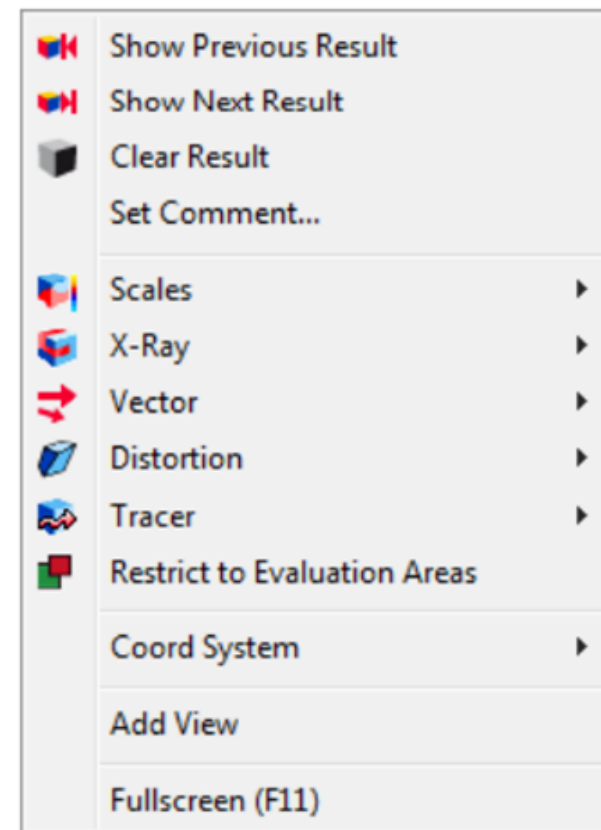 Show Previous Result
Show Next Result
Clear Result
Set Comment...
Scales
X-Ray
Vector
Distortion
Tracer
Restrict to Evaluation Areas
Coord System
Add View
Fullscreen (F11)